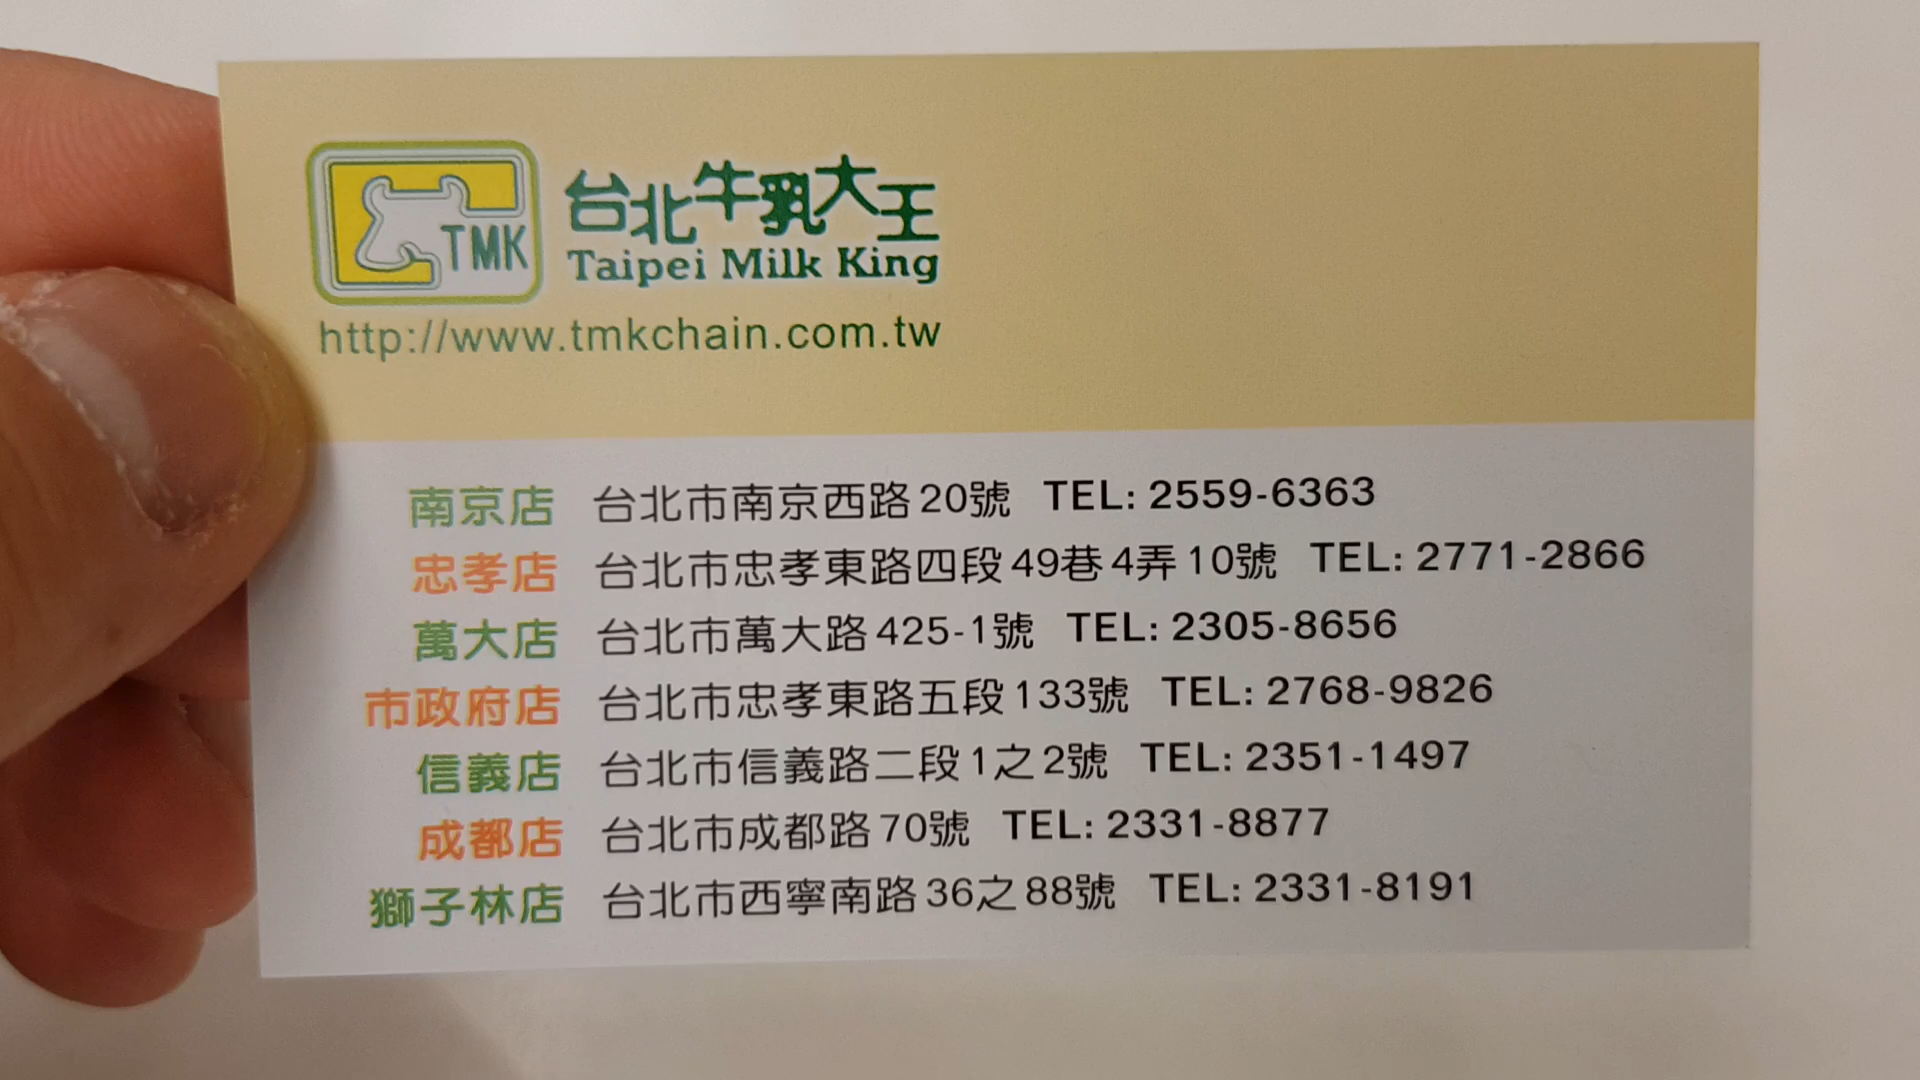 TMK
台北牛乳大王
Taipei Milk King
http://www.tmkchain.com.tw
南京店 台北市南京西路20號 TEL: 2559-6363
忠孝店 台北市忠孝東路四段49巷4弄10號 TEL: 2771-2866
萬大店 台北市萬大路425-1號 TEL: 2305-8656
市政府店 台北市忠孝東路五段133號 TEL: 2768-9826
信義店 台北市信義路二段1之2號 TEL: 2351-1497
成都店 台北市成都路70號 TEL: 2331-8877
獅子林店 台北市西寧南路36之88號 TEL: 2331-8191